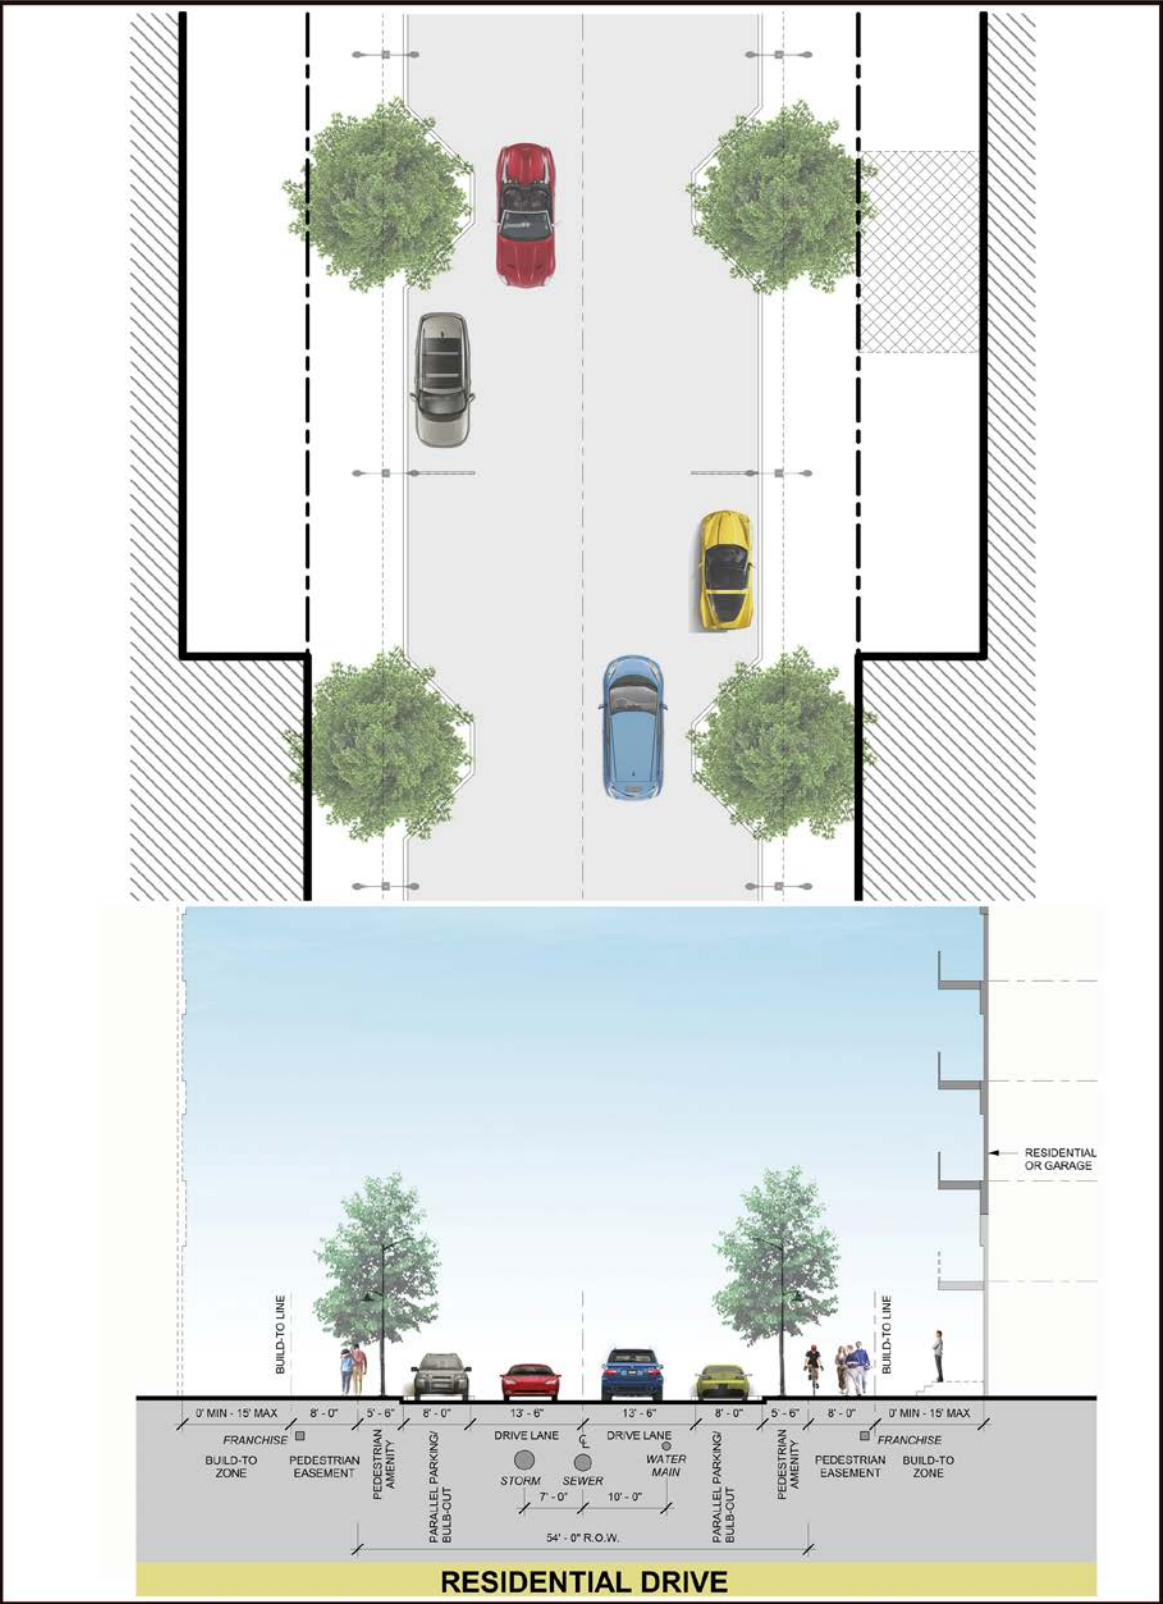 RESIDENTIAL
OR GARAGE
BUILD-TO LINE
BUILD-TO LINE
0' MIN - 15' MAX
8' - 0"
5' - 6"
8' - 0"
13' - 6"
13' - 6"
8' - 0"
5' - 6"
8' - 0"
0' MIN - 15' MAX
FRANCHISE
BUILD-TO
ZONE
PEDESTRIAN
EASEMENT
PEDESTRIAN
AMENITY
PARALLEL PARKING/
BULB-OUT
DRIVE LANE
STORM
℄
SEWER
DRIVE LANE
WATER
MAIN
PARALLEL PARKING/
BULB-OUT
PEDESTRIAN
AMENITY
FRANCHISE
PEDESTRIAN
EASEMENT
BUILD-TO
ZONE
7' - 0"
10' - 0"
54' - 0" R.O.W.
RESIDENTIAL DRIVE